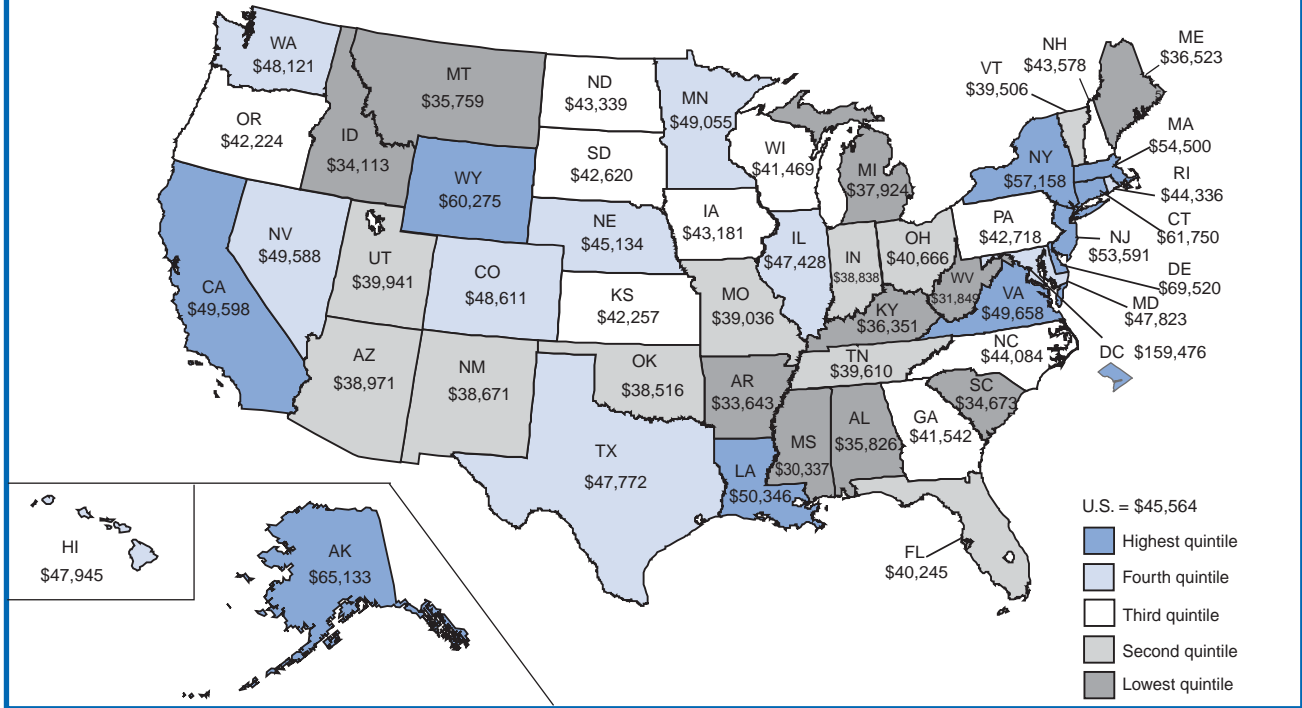 WA
$48,121
OR
$42,224
CA
$49,598
ID
$34,113
NV
$49,588
MT
$35,759
WY
$60,275
UT
$39,941
AZ
$38,971
CO
$48,611
NM
$38,671
ND
$43,339
SD
$42,620
NE
$45,134
KS
$42,257
OK
$38,516
TX
$47,772
MN
$49,055
IA
$43,181
MO
$39,036
AR
$33,643
LA
$50,346
WI
$41,469
IL
$47,428
MI
$37,924
IN
$38,838
OH
$40,666
KY
$36,351
TN
$39,610
MS
$30,337
AL
$35,826
GA
$41,542
FL
$40,245
SC
$34,673
NC
$44,084
VA
$49,658
WV
$31,849
PA
$42,718
NY
$57,158
VT
$39,506
NH
$43,578
ME
$36,523
MA
$54,500
RI
$44,336
CT
$61,750
NJ
$53,591
DE
$69,520
MD
$47,823
DC $159,476
HI
$47,945
AK
$65,133
U.S. = $45,564
Highest quintile
Fourth quintile
Third quintile
Second quintile
Lowest quintile